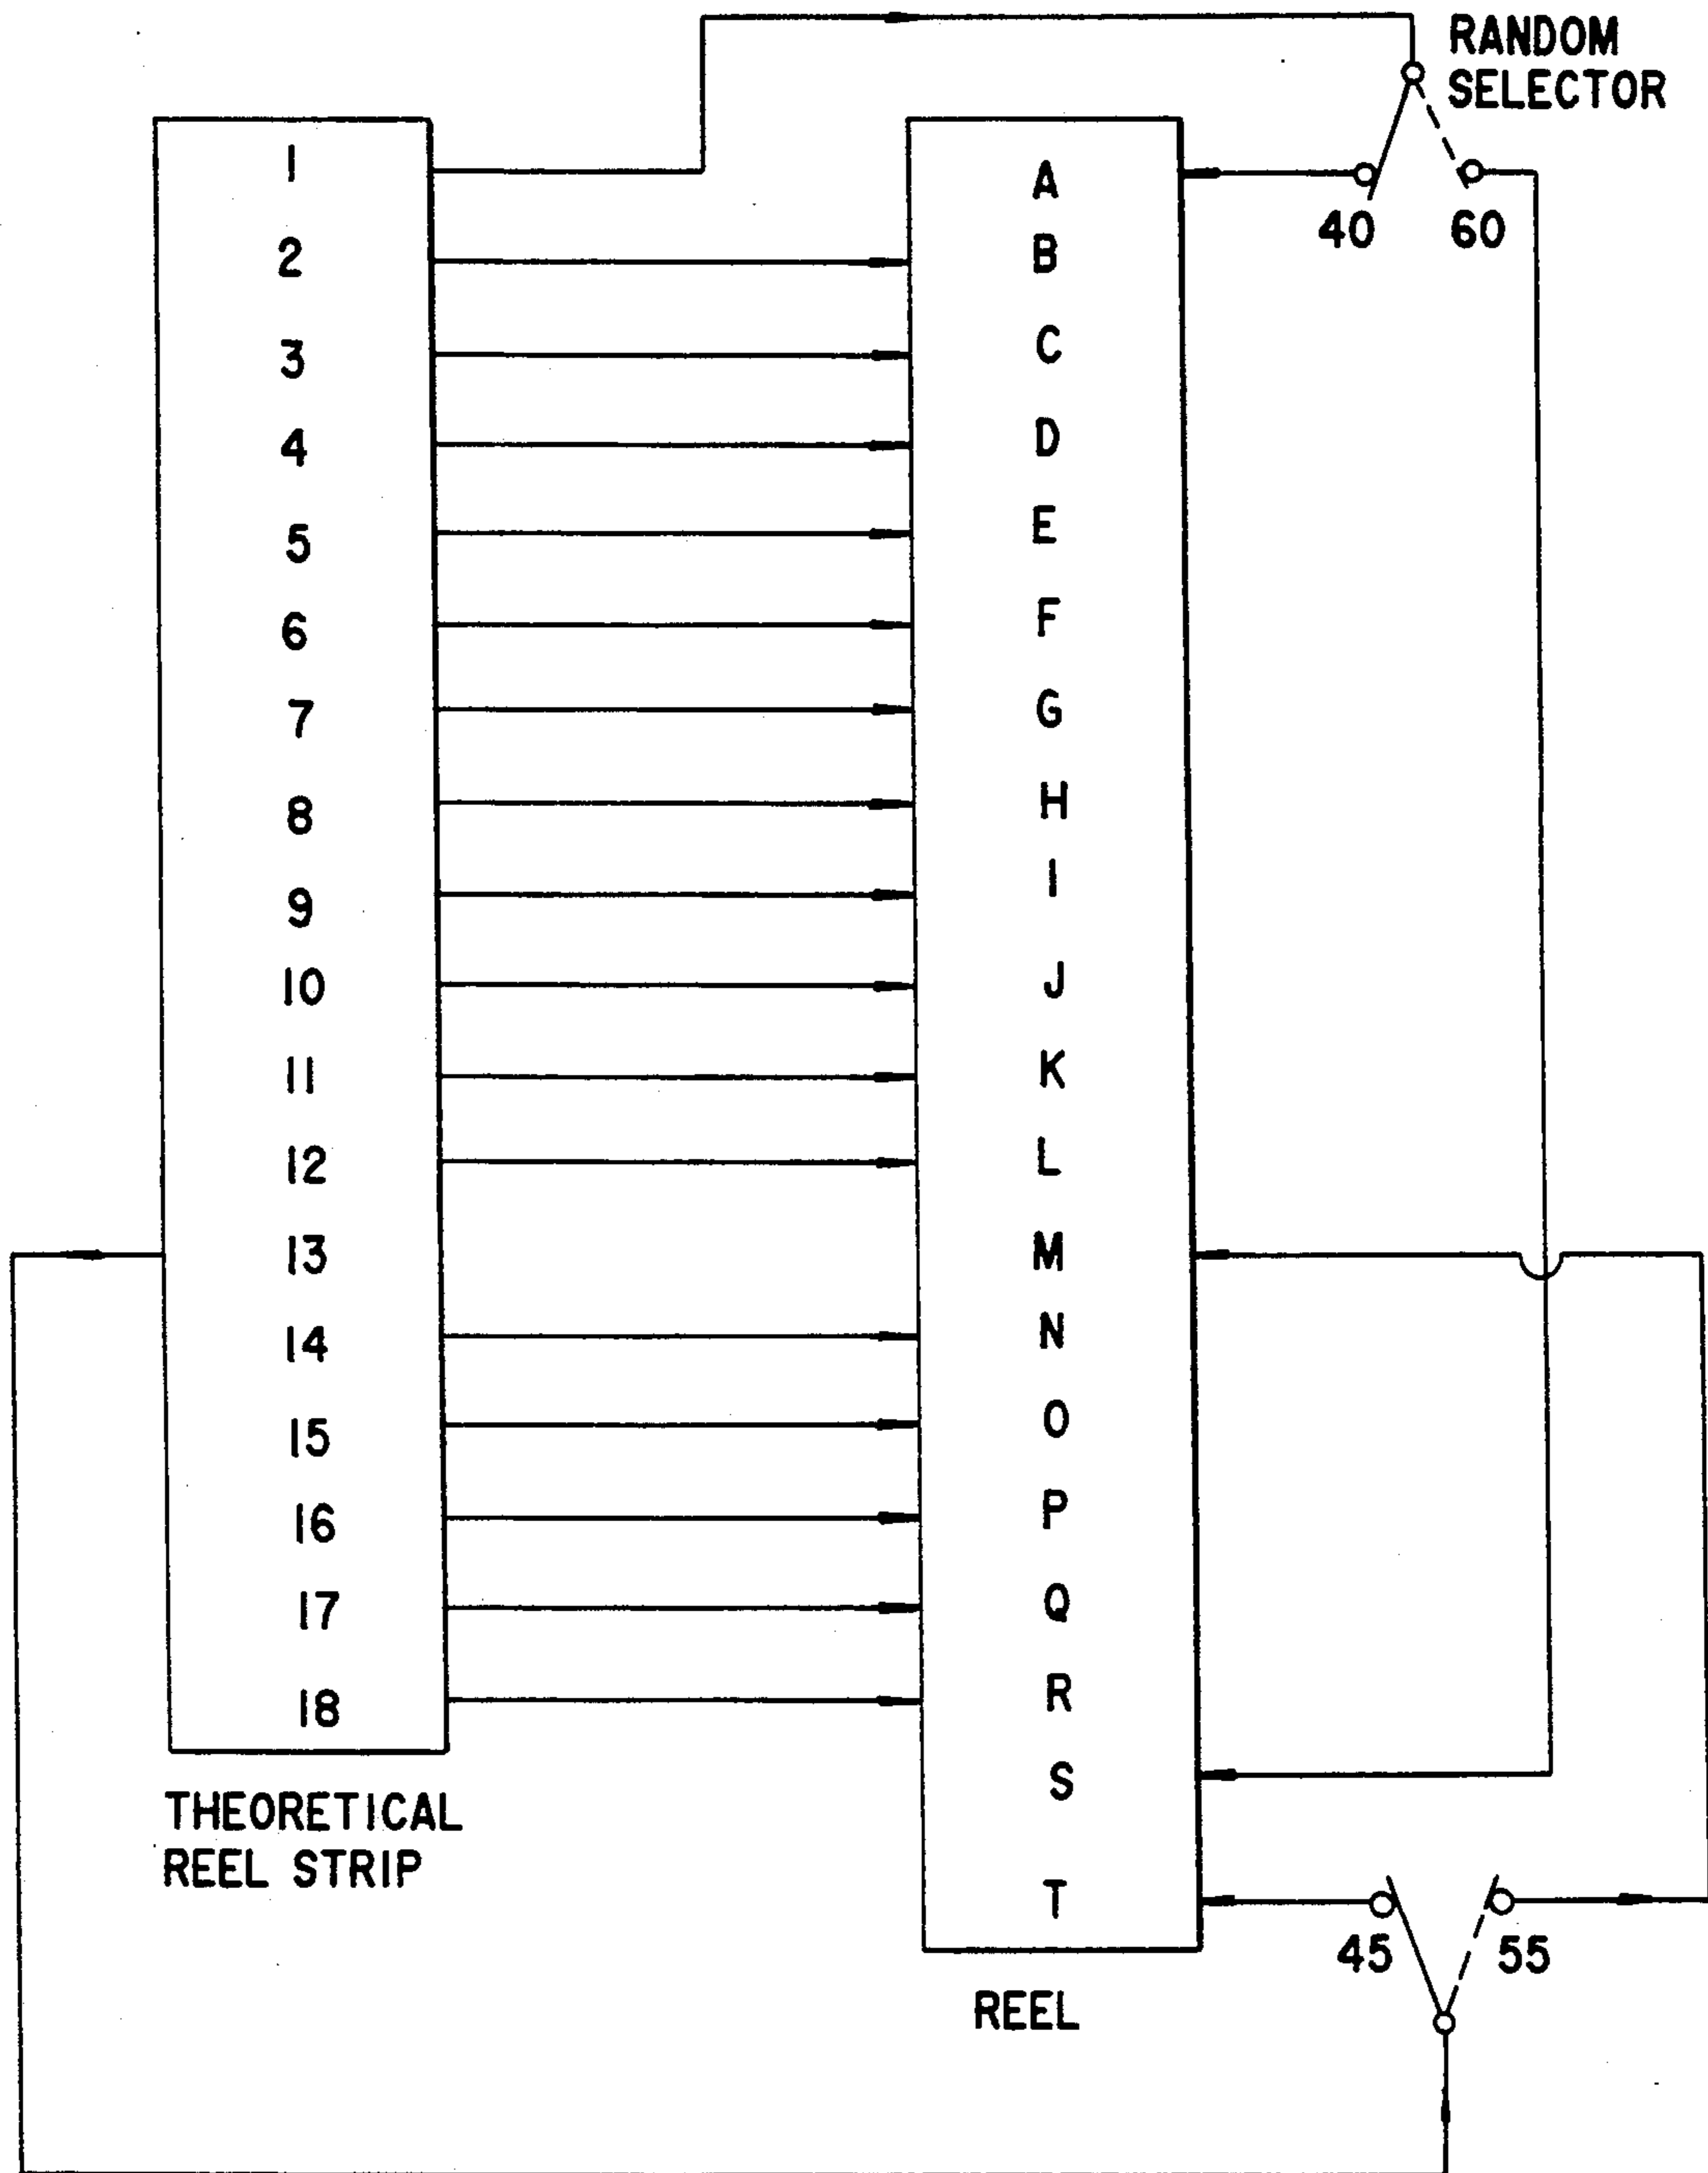 RANDOM
SELECTOR
40 60
1
2
3
4
5
6
7
8
9
10
11
12
13
14
15
16
17
18
THEORETICAL
REEL STRIP
A
B
C
D
E
F
G
H
I
J
K
L
M
N
O
P
Q
R
S
T
REEL
45 55